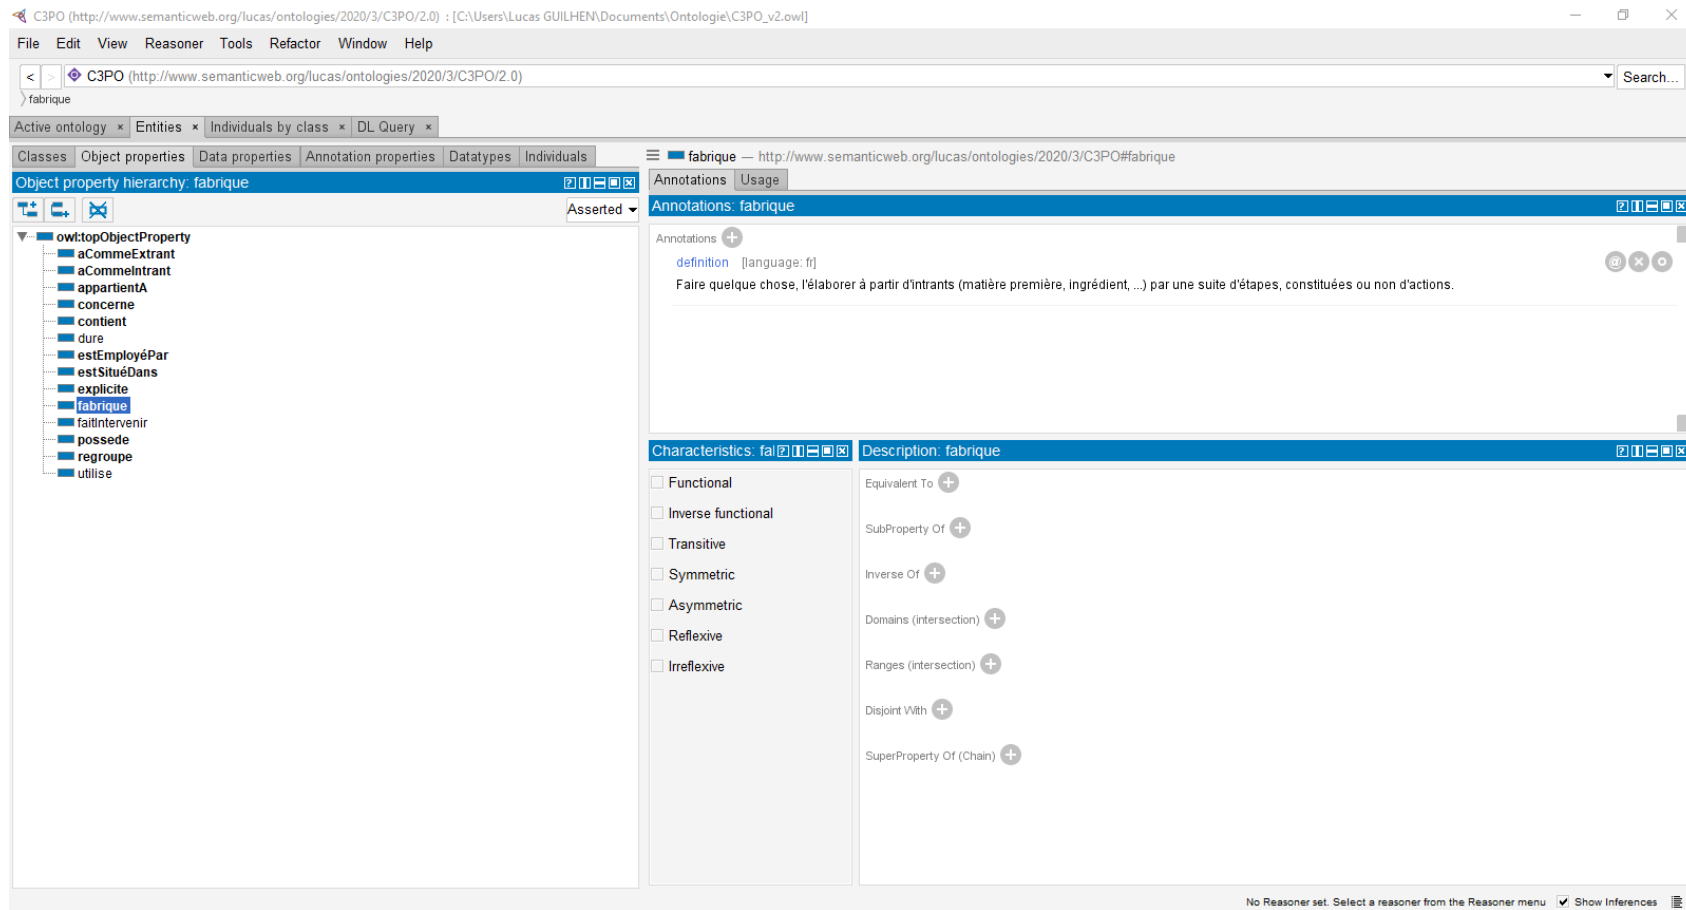 C3PO (http://www.semanticweb.org/lucas/ontologies/2020/3/C3PO/2.0) : [C:\Users\Lucas GUILHEN\Documents\Ontologie\C3PO_v2.owl]
File Edit View Reasoner Tools Refactor Window Help
< > C3PO (http://www.semanticweb.org/lucas/ontologies/2020/3/C3PO/2.0) Search...
fabrique
Active ontology × Entities × Individuals by class × DL Query ×
Classes Object properties Data properties Annotation properties Datatypes Individuals
Object property hierarchy: fabrique
Asserted
owl:topObjectProperty
aCommeExtrant
aCommeIntrant
appartientA
concerne
contient
dure
estEmployéPar
estSituéDans
explicite
fabrique
faitIntervenir
possede
regroupe
utilise
fabrique — http://www.semanticweb.org/lucas/ontologies/2020/3/C3PO#fabrique
Annotations Usage
Annotations: fabrique
Annotations
definition [language: fr]
Faire quelque chose, l'élaborer à partir d'intrants (matière première, ingrédient, ...) par une suite d'étapes, constituées ou non d'actions.
Characteristics: fal
Functional
Inverse functional
Transitive
Symmetric
Asymmetric
Reflexive
Irreflexive
Description: fabrique
Equivalent To
SubProperty Of
Inverse Of
Domains (intersection)
Ranges (intersection)
Disjoint With
SuperProperty Of (Chain)
No Reasoner set. Select a reasoner from the Reasoner menu Show Inferences